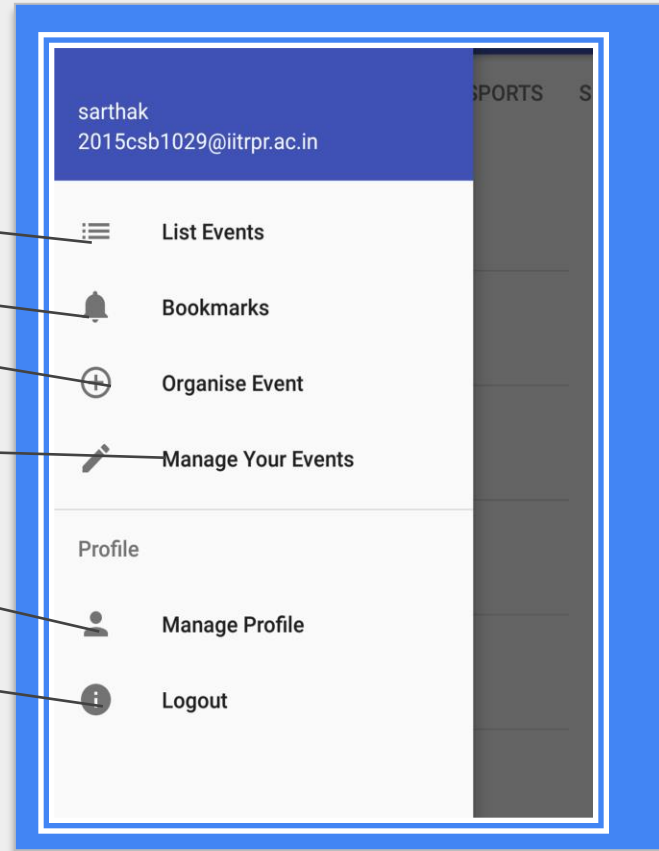 sarthak
2015csb1029@iitrpr.ac.in
SPORTS S
List Events
Bookmarks
Organise Event
Manage Your Events
Profile
Manage Profile
Logout